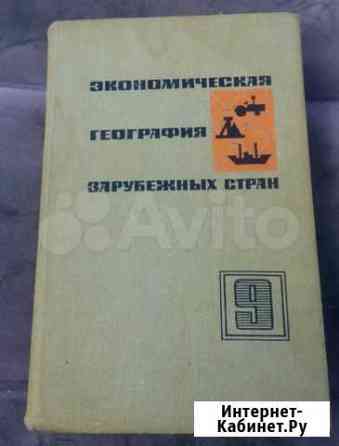 ЭКОНОМИЧЕСКАЯ
ГЕОГРАФИЯ
ЗАРУБЕЖНЫХ СТРАН
Avito
9
Интернет-
Кабинет.Ру